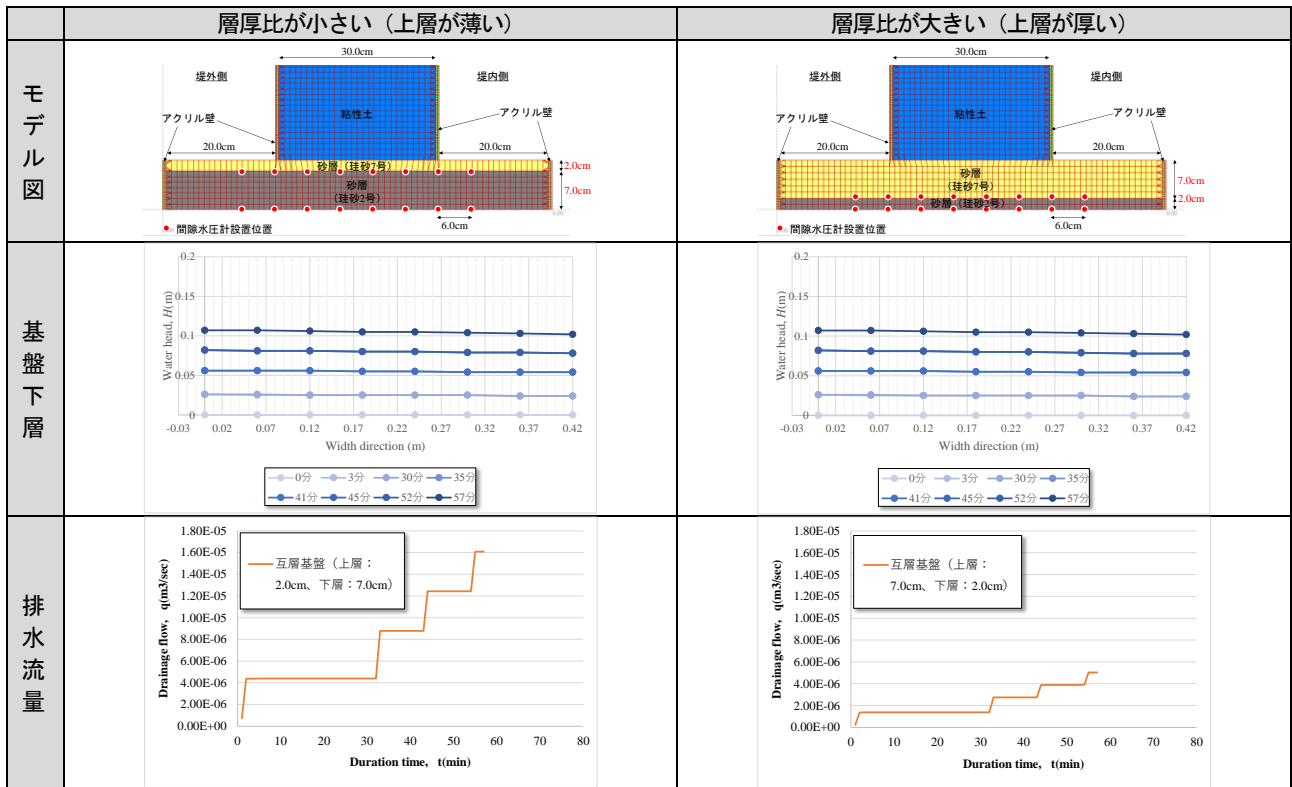 層厚比が小さい（上層が薄い）
層厚比が大きい（上層が厚い）
モデル図
30.0cm
堤外側
堤内側
粘性土
アクリル壁
アクリル壁
20.0cm
20.0cm
砂層（珪砂7号）
2.0cm
砂層
（珪砂2号）
7.0cm
0.00
6.0cm
間隙水圧計設置位置
30.0cm
堤外側
堤内側
粘性土
アクリル壁
アクリル壁
20.0cm
20.0cm
砂層
（珪砂7号）
7.0cm
砂層（珪砂2号）
2.0cm
0.00
6.0cm
間隙水圧計設置位置
基盤下層
Water head, H(m)
0.2
0.15
0.1
0.05
0
-0.03 0.02 0.07 0.12 0.17 0.22 0.27 0.32 0.37 0.42
Width direction (m)
0分 3分 30分 35分
41分 45分 52分 57分
Water head, H(m)
0.2
0.15
0.1
0.05
0
-0.03 0.02 0.07 0.12 0.17 0.22 0.27 0.32 0.37 0.42
Width direction (m)
0分 3分 30分 35分
41分 45分 52分 57分
排水流量
Drainage flow, q(m3/sec)
1.80E-05
1.60E-05
1.40E-05
1.20E-05
1.00E-05
8.00E-06
6.00E-06
4.00E-06
2.00E-06
0.00E+00
互層基盤（上層：
2.0cm、下層：7.0cm）
0 10 20 30 40 50 60 70 80
Duration time, t(min)
Drainage flow, q(m3/sec)
1.80E-05
1.60E-05
1.40E-05
1.20E-05
1.00E-05
8.00E-06
6.00E-06
4.00E-06
2.00E-06
0.00E+00
互層基盤（上層：
7.0cm、下層：2.0cm）
0 10 20 30 40 50 60 70 80
Duration time, t(min)